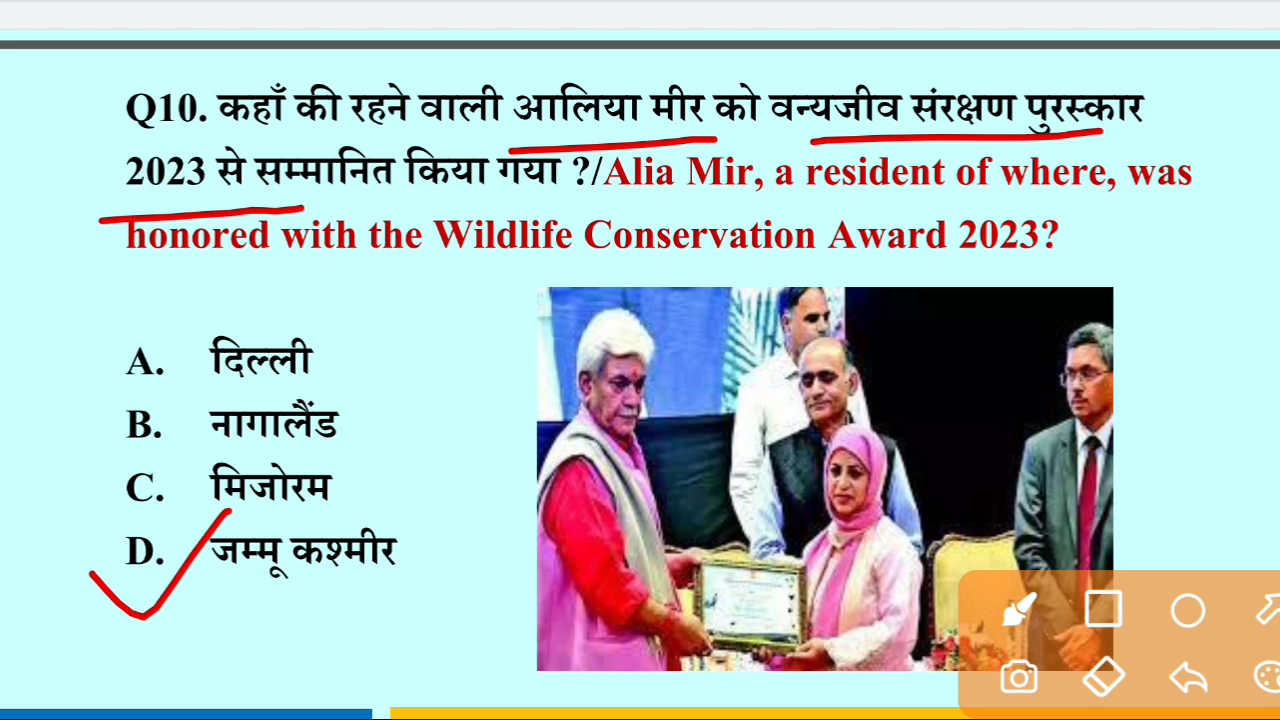 Q10. कहाँ की रहने वाली आलिया मीर को वन्यजीव संरक्षण पुरस्कार
2023 से सम्मानित किया गया ?/Alia Mir, a resident of where, was
honored with the Wildlife Conservation Award 2023?
A. दिल्ली
B. नागालैंड
C. मिजोरम
D. जम्मू कश्मीर